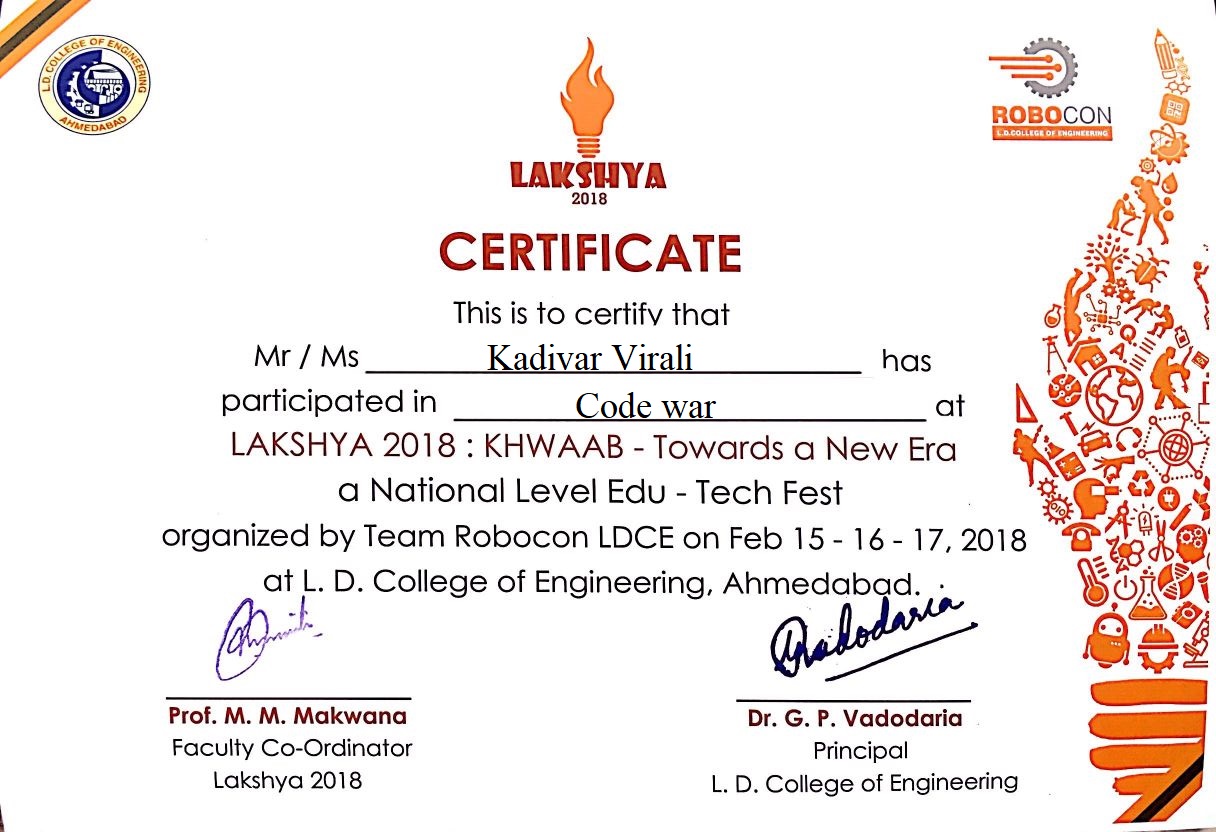 L.D. COLLEGE OF ENGINEERING
AHMEDABAD
LAKSHYA
2018
ROBOCON
L.D.COLLEGE OF ENGINEERING
CERTIFICATE
This is to certify that
Mr / Ms Kadivar Virali has
participated in Code war at
LAKSHYA 2018 : KHWAAB - Towards a New Era
a National Level Edu - Tech Fest
organized by Team Robocon LDCE on Feb 15 - 16 - 17, 2018
at L. D. College of Engineering, Ahmedabad.
Vadodaria
Prof. M. M. Makwana
Faculty Co-Ordinator
Lakshya 2018
Dr. G. P. Vadodaria
Principal
L. D. College of Engineering